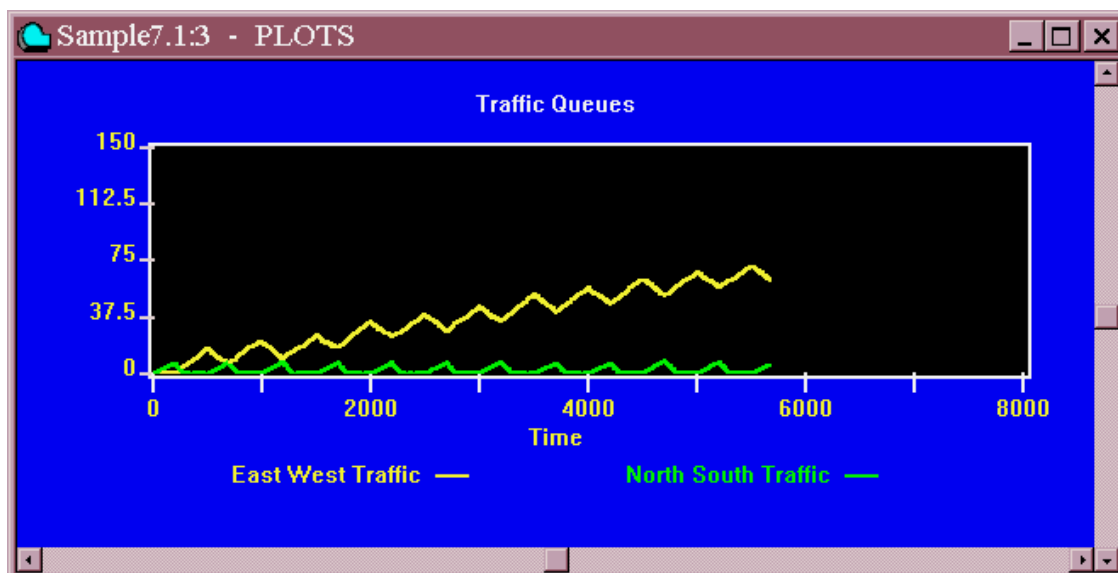 Sample7.1:3 - PLOTS
Traffic Queues
150
112.5
75
37.5
0
0 2000 4000 6000 8000
Time
East West Traffic North South Traffic